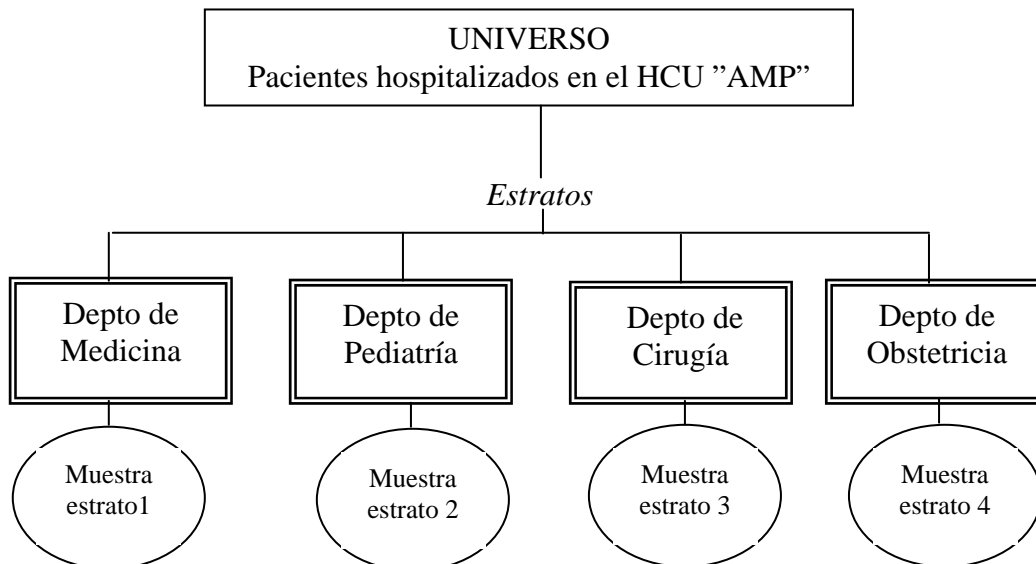 UNIVERSO
Pacientes hospitalizados en el HCU ”AMP”
Estratos
Depto de
Medicina
Depto de
Pediatría
Depto de
Cirugía
Depto de
Obstetricia
Muestra
estrato1
Muestra
estrato 2
Muestra
estrato 3
Muestra
estrato 4